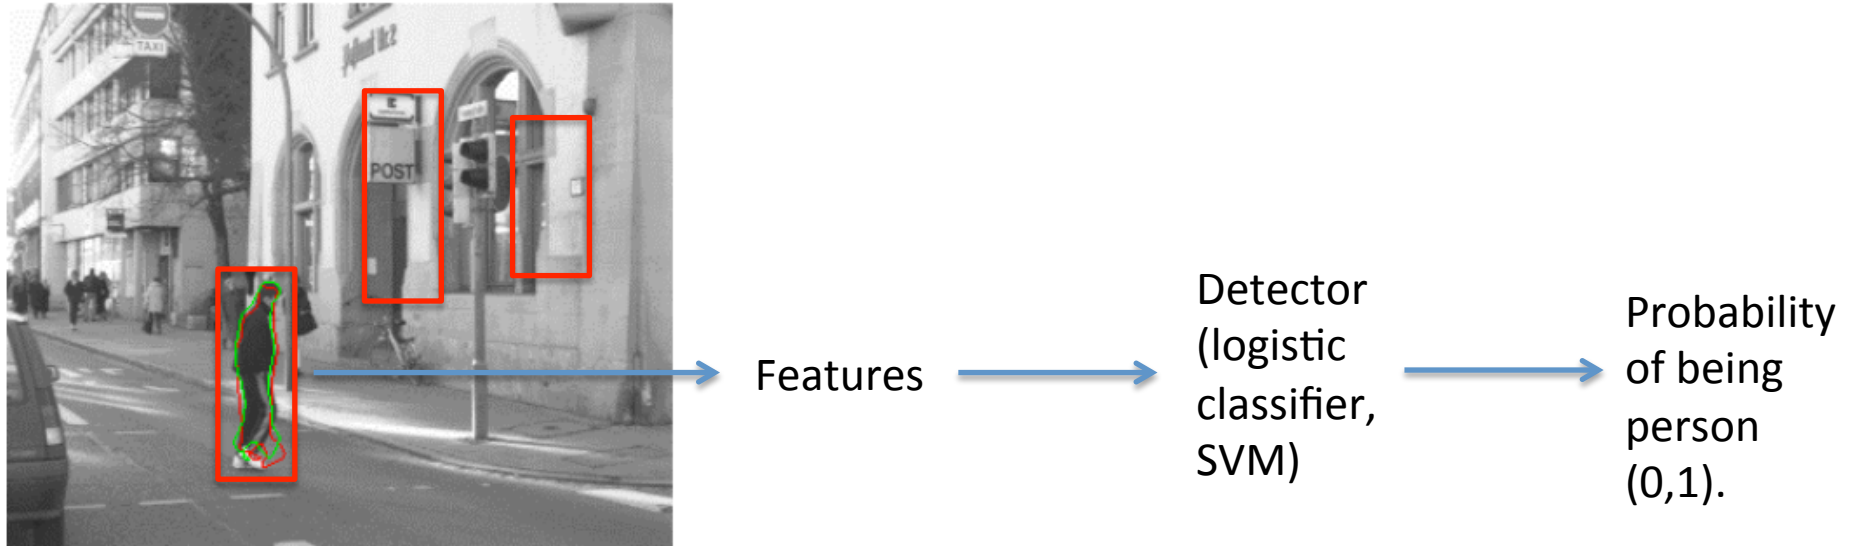 TAXI
POST
Features
Detector
(logistic
classifier,
SVM)
Probability
of being
person
(0,1).